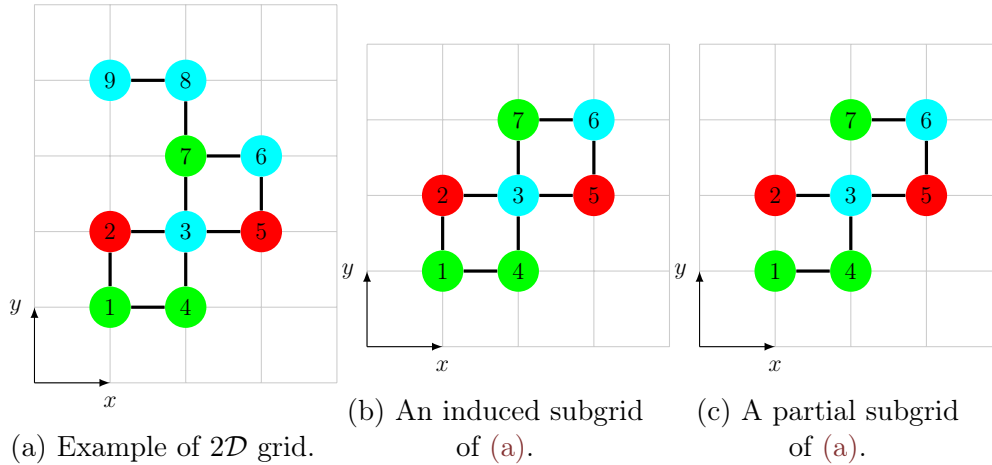 9 8
7 6
2 3 5
1 4
y
x
(a) Example of 2𝒟 grid.
7 6
2 3 5
1 4
y
x
(b) An induced subgrid
of (a).
7 6
2 3 5
1 4
y
x
(c) A partial subgrid
of (a).